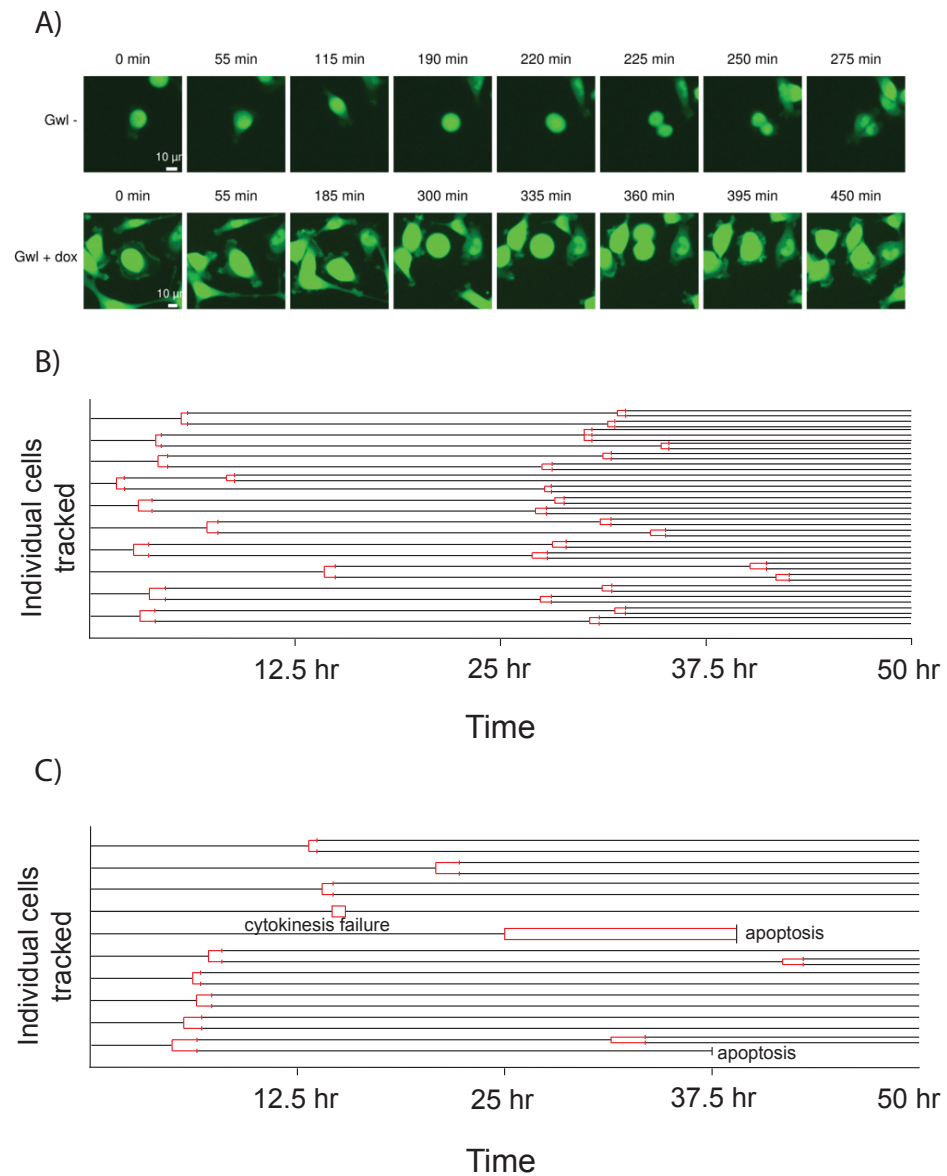 A)
0 min 55 min 115 min 190 min 220 min 225 min 250 min 275 min
Gwl -
10 µm
0 min 55 min 185 min 300 min 335 min 360 min 395 min 450 min
Gwl + dox
10 µm
B)
Individual cells
tracked
12.5 hr 25 hr 37.5 hr 50 hr
Time
C)
Individual cells
tracked
cytokinesis failure
apoptosis
apoptosis
12.5 hr 25 hr 37.5 hr 50 hr
Time